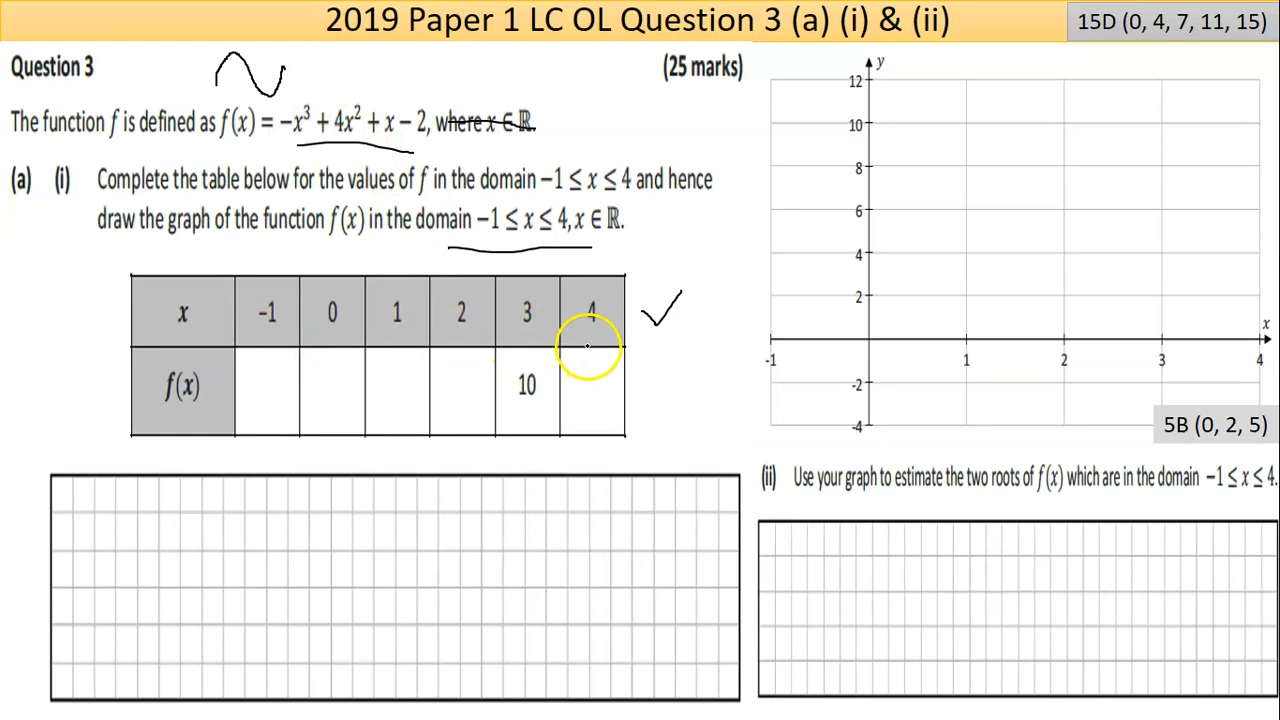 2019 Paper 1 LC OL Question 3 (a) (i) & (ii)
15D (0, 4, 7, 11, 15)
Question 3
(25 marks)
The function f is defined as f(x) = −x³ + 4x² + x − 2, where x ∈ ℝ.
(a) (i) Complete the table below for the values of f in the domain −1 ≤ x ≤ 4 and hence
draw the graph of the function f(x) in the domain −1 ≤ x ≤ 4, x ∈ ℝ.
x −1 0 1 2 3 4
f(x) 10
y
12
10
8
6
4
2
x
-1 1 2 3 4
-2
-4
5B (0, 2, 5)
(ii) Use your graph to estimate the two roots of f(x) which are in the domain −1 ≤ x ≤ 4.